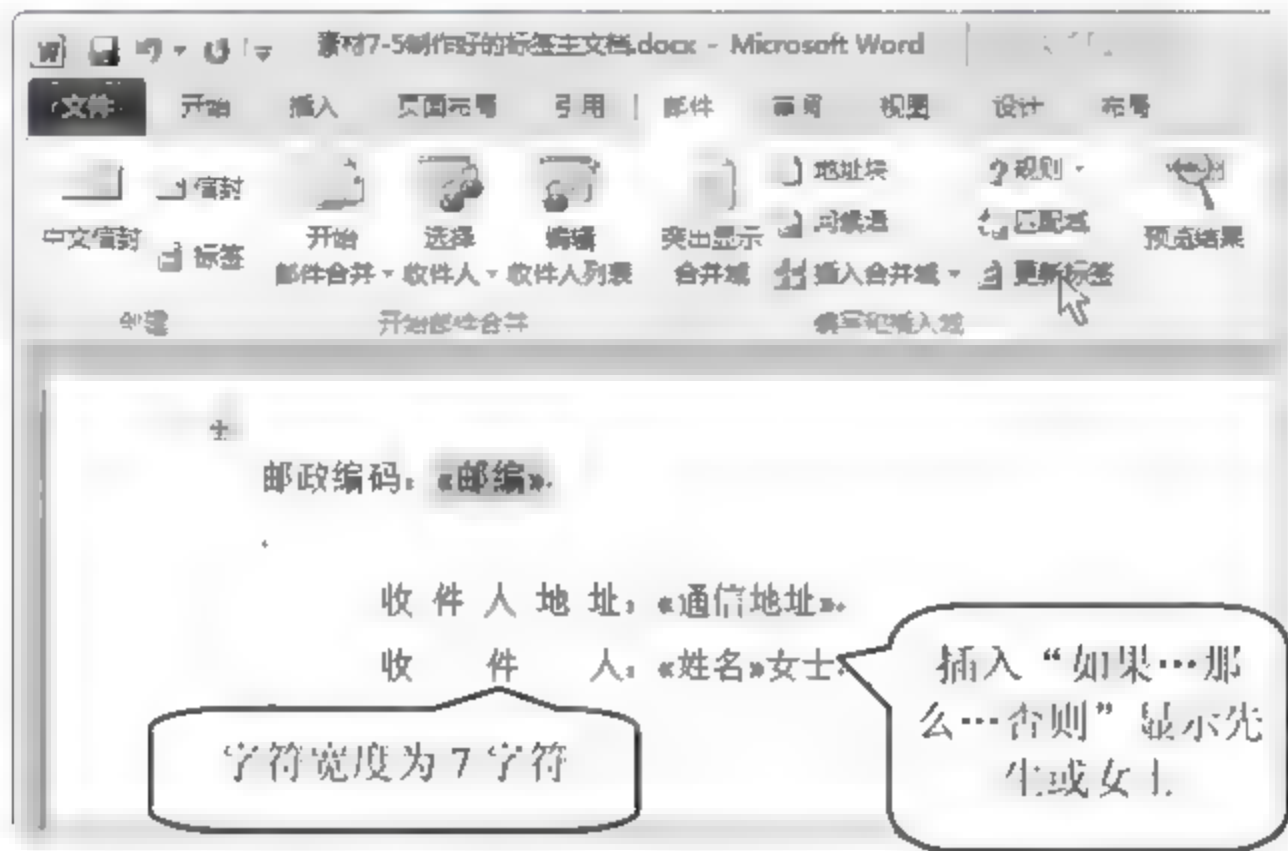 素材7-5制作好的标签主文档.docx - Microsoft Word
文件 开始 插入 页面布局 引用 邮件 审阅 视图 设计 布局
中文信封 信封 标签
开始邮件合并 选择收件人 编辑收件人列表
突出显示合并域 地址块 问候语 插入合并域
规则 匹配域 更新标签
预览结果
创建 开始邮件合并 编写和插入域
邮政编码：«邮编»
收件人地址：«通信地址»
收件人：«姓名»女士
字符宽度为7字符
插入“如果…那
么…否则”显示先
生或女士